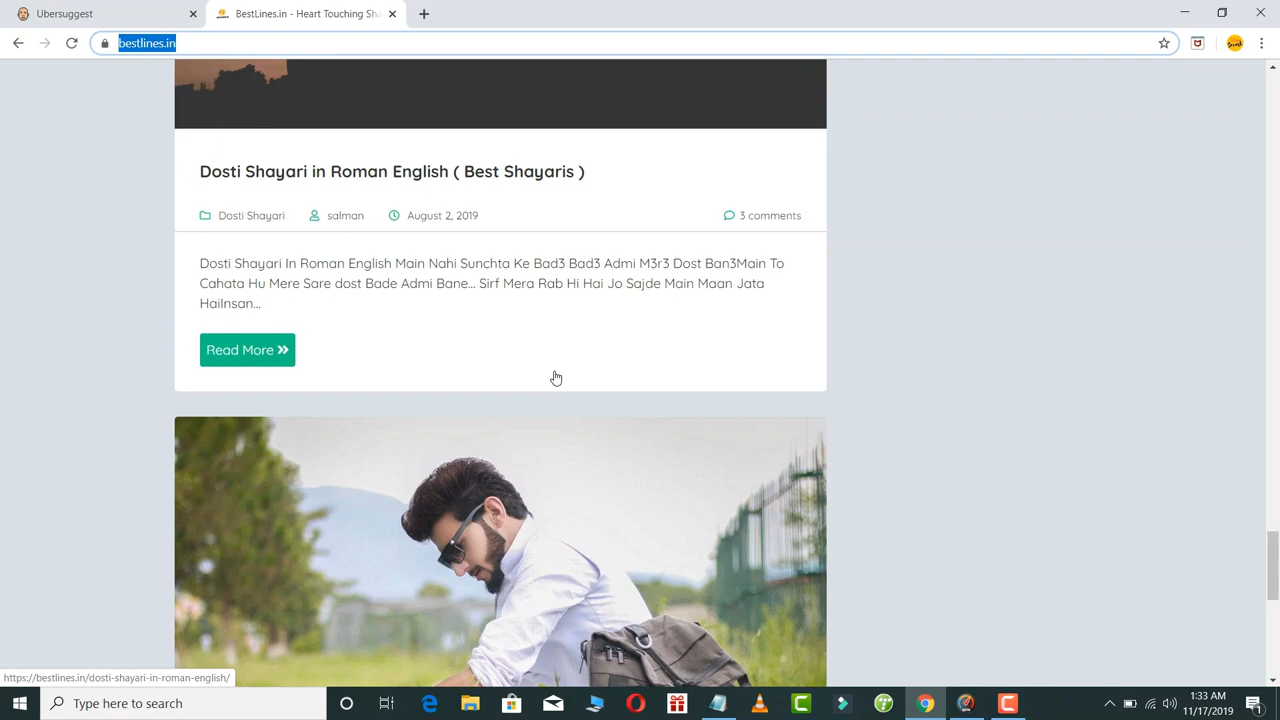 Ubersuggest
BestLines.in - Heart Touching Sha
bestlines.in
Dosti Shayari in Roman English ( Best Shayaris )
Dosti Shayari salman August 2, 2019 3 comments
Dosti Shayari In Roman English Main Nahi Sunchta Ke Bad3 Bad3 Admi M3r3 Dost Ban3Main To
Cahata Hu Mere Sare dost Bade Admi Bane... Sirf Mera Rab Hi Hai Jo Sajde Main Maan Jata
HaiInsan...
Read More
https://bestlines.in/dosti-shayari-in-roman-english/
Type here to search
1:33 AM
11/17/2019